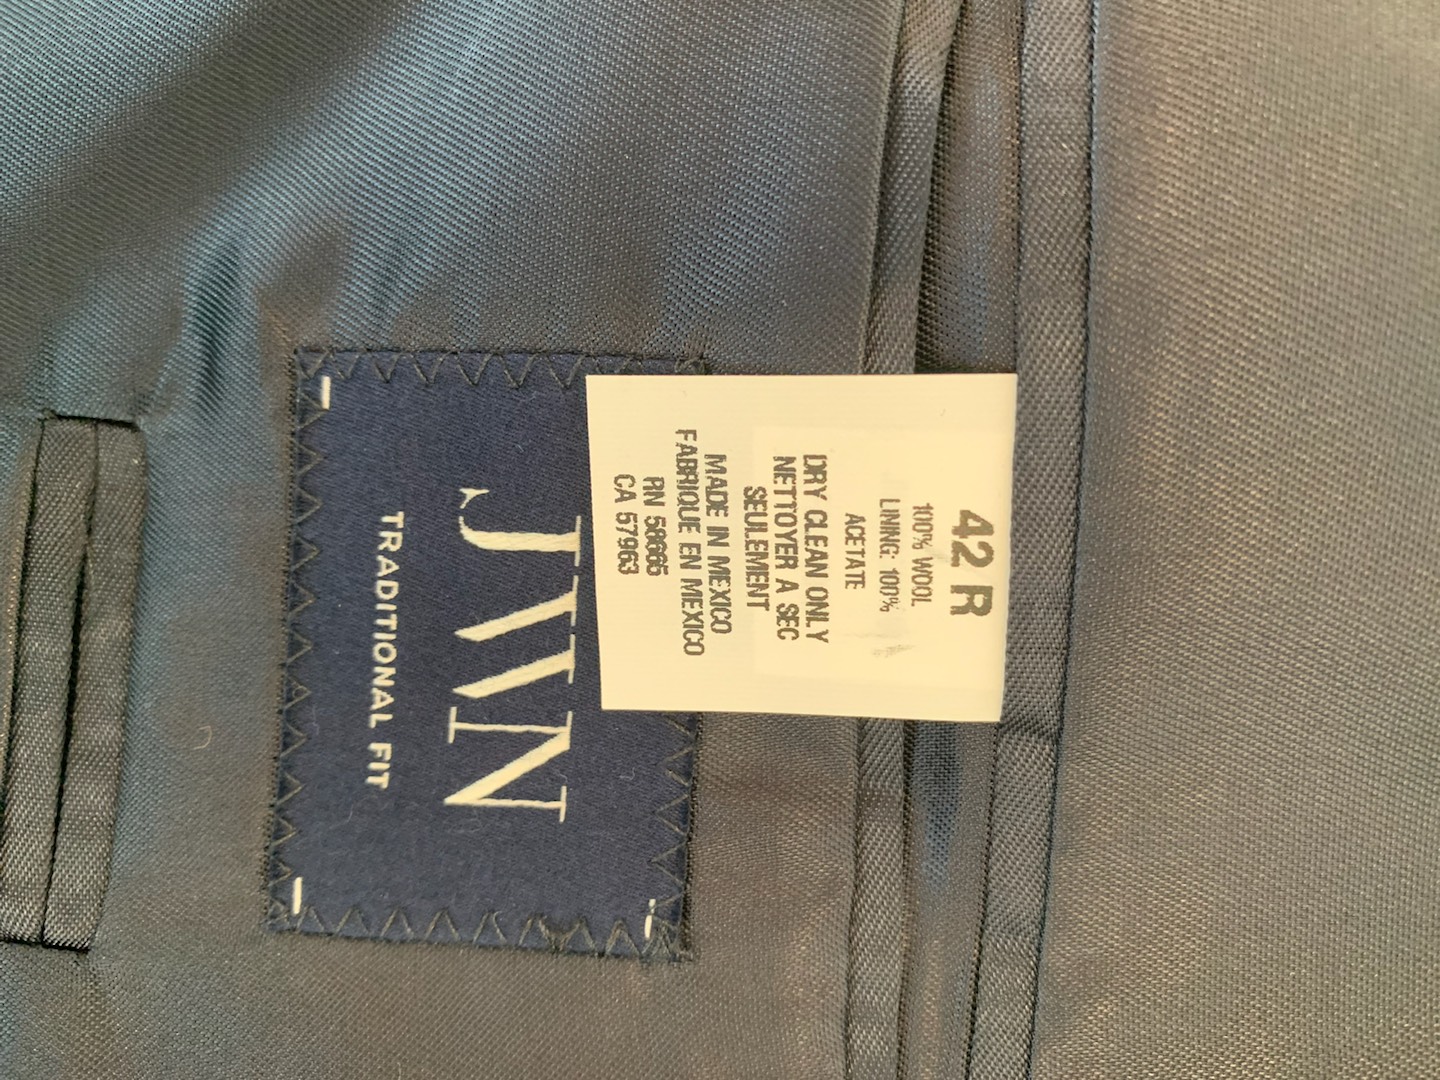 42 R
100% WOOL
LINING: 100%
ACETATE
DRY CLEAN ONLY
NETTOYER A SEC
SEULEMENT
MADE IN MEXICO
FABRIQUE EN MEXICO
RN 58665
CA 57963
JWN
TRADITIONAL FIT